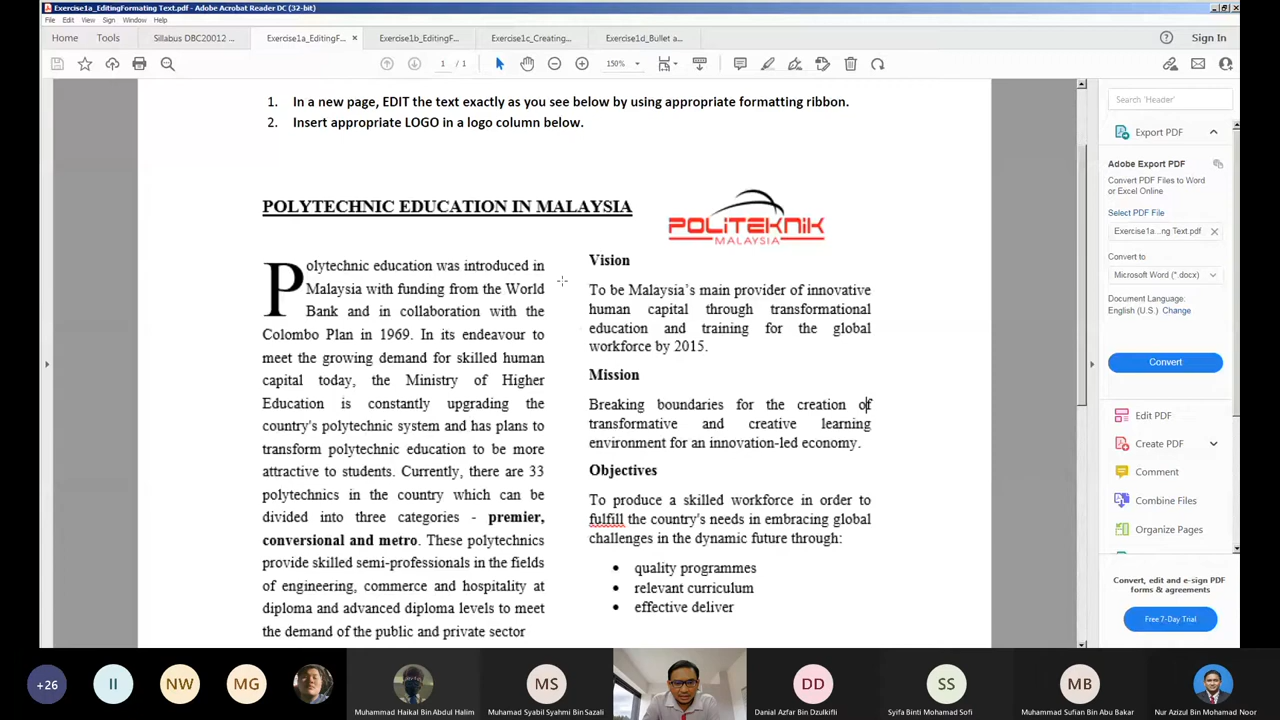 Exercise1a_EditingFormating Text.pdf - Adobe Acrobat Reader DC (32-bit)
File Edit View Sign Window Help
Home Tools Sillabus DBC20012 ... Exercise1a_EditingF... Exercise1b_EditingF... Exercise1c_Creating... Exercise1d_Bullet a... Sign In
1 / 1 150%
1. In a new page, EDIT the text exactly as you see below by using appropriate formatting ribbon.
2. Insert appropriate LOGO in a logo column below.
POLYTECHNIC EDUCATION IN MALAYSIA
POLITEKNIK
MALAYSIA
Polytechnic education was introduced in
Malaysia with funding from the World
Bank and in collaboration with the
Colombo Plan in 1969. In its endeavour to
meet the growing demand for skilled human
capital today, the Ministry of Higher
Education is constantly upgrading the
country's polytechnic system and has plans to
transform polytechnic education to be more
attractive to students. Currently, there are 33
polytechnics in the country which can be
divided into three categories - premier,
conversional and metro. These polytechnics
provide skilled semi-professionals in the fields
of engineering, commerce and hospitality at
diploma and advanced diploma levels to meet
the demand of the public and private sector
Vision
To be Malaysia's main provider of innovative
human capital through transformational
education and training for the global
workforce by 2015.
Mission
Breaking boundaries for the creation of
transformative and creative learning
environment for an innovation-led economy.
Objectives
To produce a skilled workforce in order to
fulfill the country's needs in embracing global
challenges in the dynamic future through:
• quality programmes
• relevant curriculum
• effective deliver
Search 'Header'
Export PDF
Adobe Export PDF
Convert PDF Files to Word
or Excel Online
Select PDF File
Exercise1a...ng Text.pdf
Convert to
Microsoft Word (*.docx)
Document Language:
English (U.S.) Change
Convert
Edit PDF
Create PDF
Comment
Combine Files
Organize Pages
Convert, edit and e-sign PDF
forms & agreements
Free 7-Day Trial
+26 II NW MG MS DD SS MB
Muhammad Haikal Bin Abdul Halim
Muhamad Syabil Syahmi Bin Sazali
Danial Azfar Bin Dzulkifli
Syifa Binti Mohamad Sofi
Muhammad Sufian Bin Abu Bakar
Nur Azizul Bin Mohamad Noor